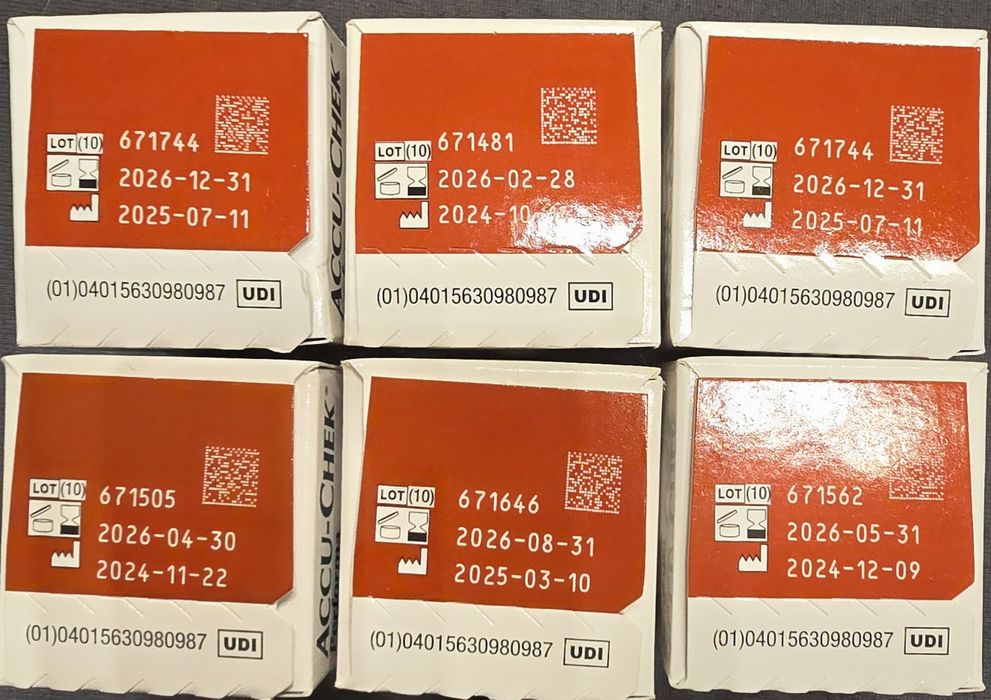 LOT (10) 671744
2026-12-31
2025-07-11
(01)04015630980987 UDI
ACCU-CHEK
LOT (10) 671481
2026-02-28
2024-10-
(01)04015630980987 UDI
LOT (10) 671744
2026-12-31
2025-07-11
(01)04015630980987 UDI
LOT (10) 671505
2026-04-30
2024-11-22
(01)04015630980987 UDI
ACCU-CHEK®
LOT (10) 671646
2026-08-31
2025-03-10
(01)04015630980987 UDI
LOT (10) 671562
2026-05-31
2024-12-09
(01)04015630980987 UDI